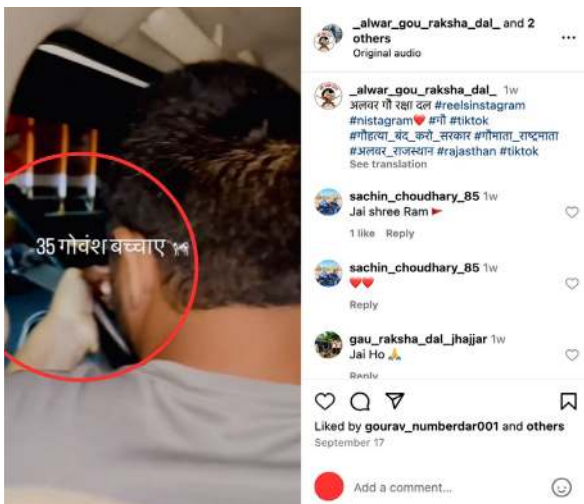 35 गोवंश बच्चाए
_alwar_gou_raksha_dal_ and 2
others
Original audio
_alwar_gou_raksha_dal_ 1w
अलवर गौ रक्षा दल #reelsinstagram
#nistagram❤️ #गौ #tiktok
#गौहत्या_बंद_करो_सरकार #गौमाता_राष्ट्रमाता
#अलवर_राजस्थान #rajasthan #tiktok
See translation
sachin_choudhary_85 1w
Jai shree Ram 🚩
1 like Reply
sachin_choudhary_85 1w
❤️❤️
Reply
gau_raksha_dal_jhajjar 1w
Jai Ho 🙏
Reply
Liked by gourav_numberdar001 and others
September 17
Add a comment...